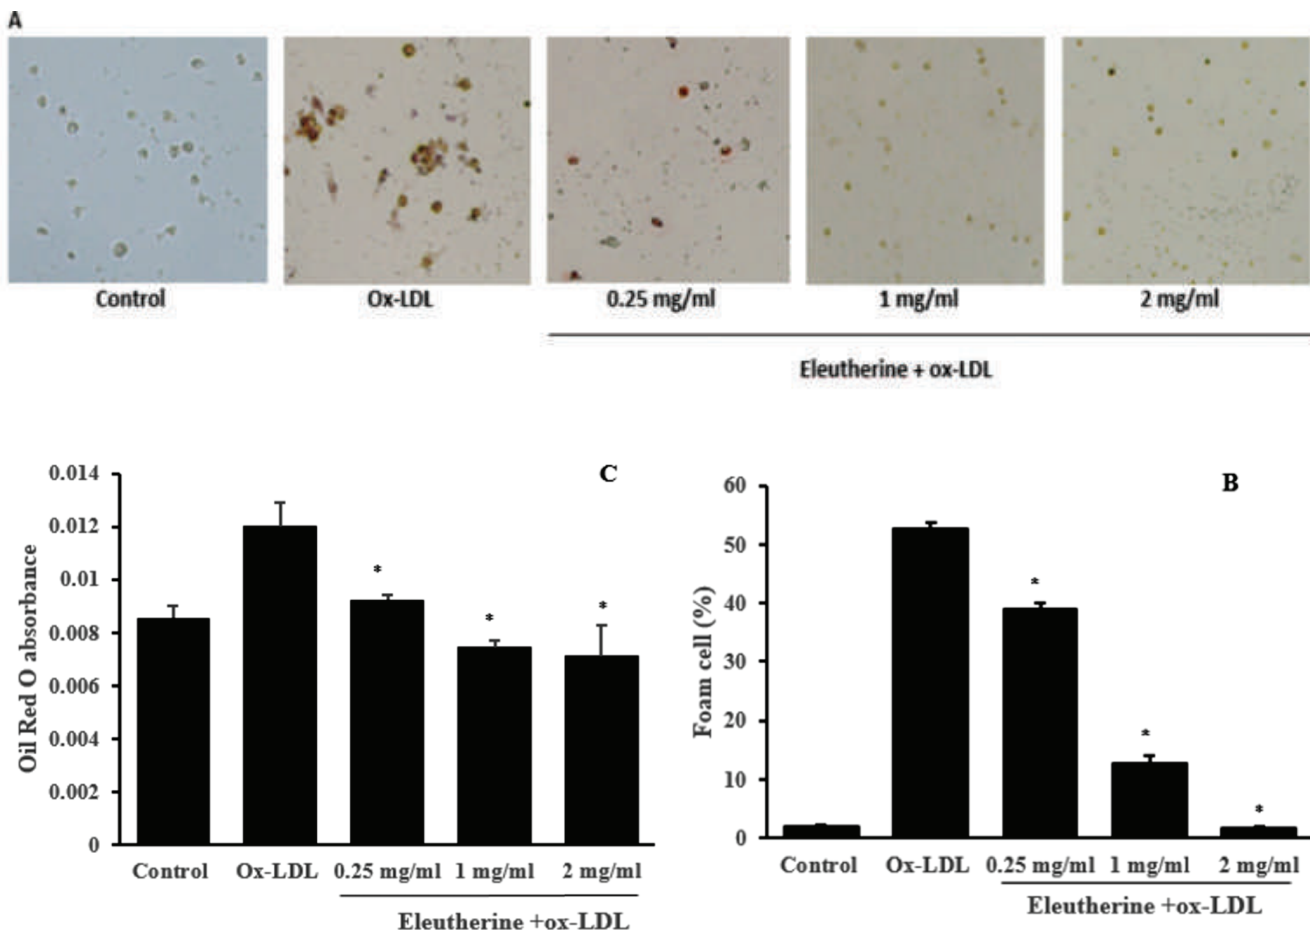 A
Control Ox-LDL 0.25 mg/ml 1 mg/ml 2 mg/ml
Eleutherine + ox-LDL
C
Oil Red O absorbance
0.014
0.012
0.01
0.008
0.006
0.004
0.002
0
* * *
Control Ox-LDL 0.25 mg/ml 1 mg/ml 2 mg/ml
Eleutherine +ox-LDL
B
Foam cell (%)
60
50
40
30
20
10
0
* * *
Control Ox-LDL 0.25 mg/ml 1 mg/ml 2 mg/ml
Eleutherine +ox-LDL